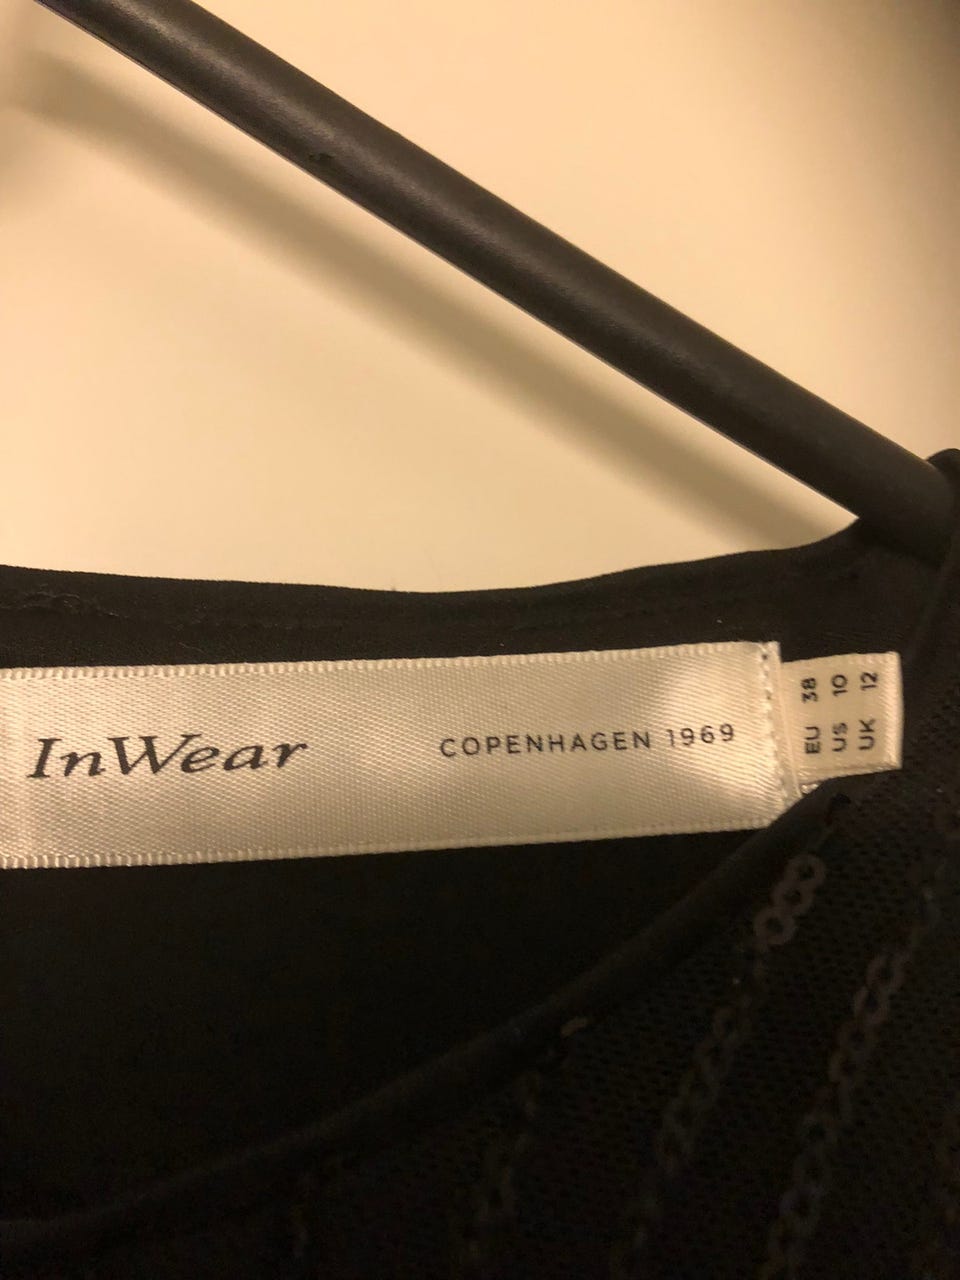 InWear COPENHAGEN 1969
EU 38
US 10
UK 12